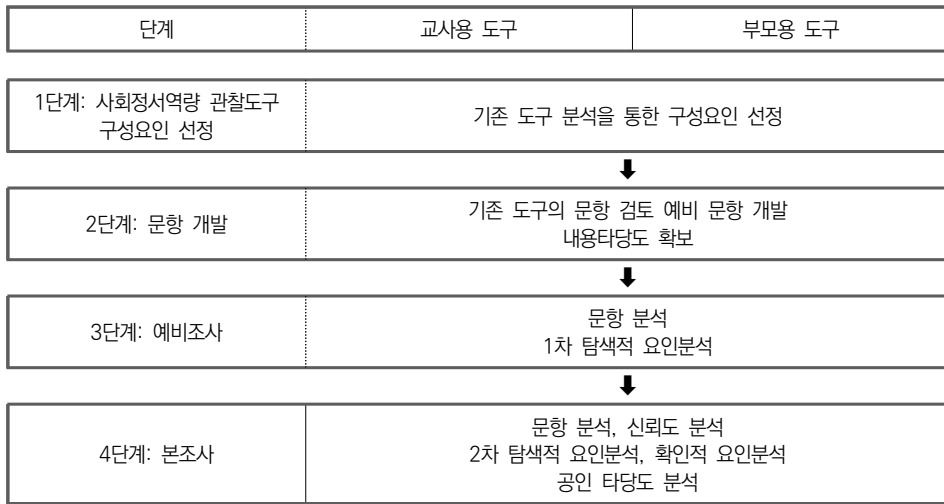 단계 교사용 도구 부모용 도구
1단계: 사회정서역량 관찰도구
구성요인 선정
기존 도구 분석을 통한 구성요인 선정
2단계: 문항 개발
기존 도구의 문항 검토 예비 문항 개발
내용타당도 확보
3단계: 예비조사
문항 분석
1차 탐색적 요인분석
4단계: 본조사
문항 분석, 신뢰도 분석
2차 탐색적 요인분석, 확인적 요인분석
공인 타당도 분석